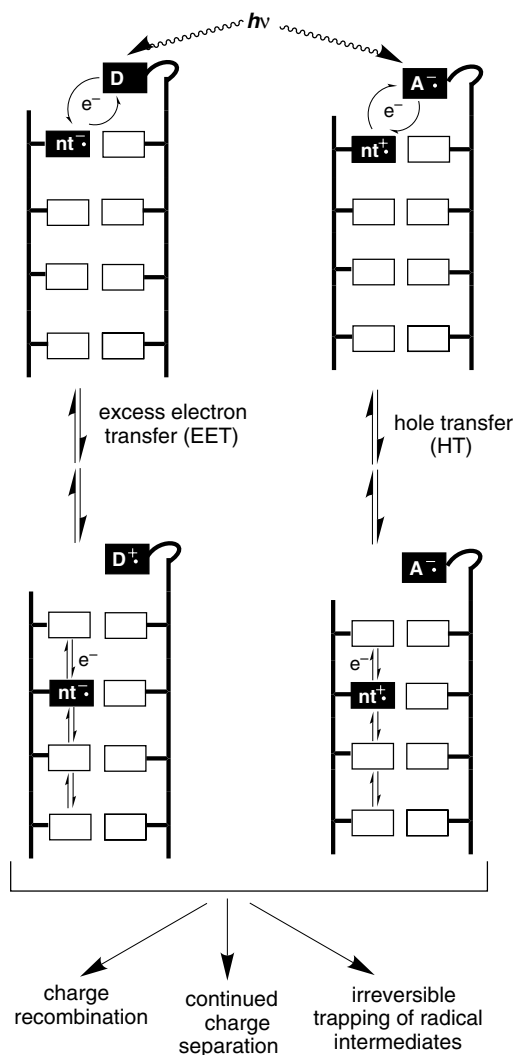 hν
D
A−•
e−
e−
nt−•
nt+•
excess electron
transfer (EET)
hole transfer
(HT)
D+•
A−•
e−
e−
nt−•
nt+•
charge
recombination
continued
charge
separation
irreversible
trapping of radical
intermediates